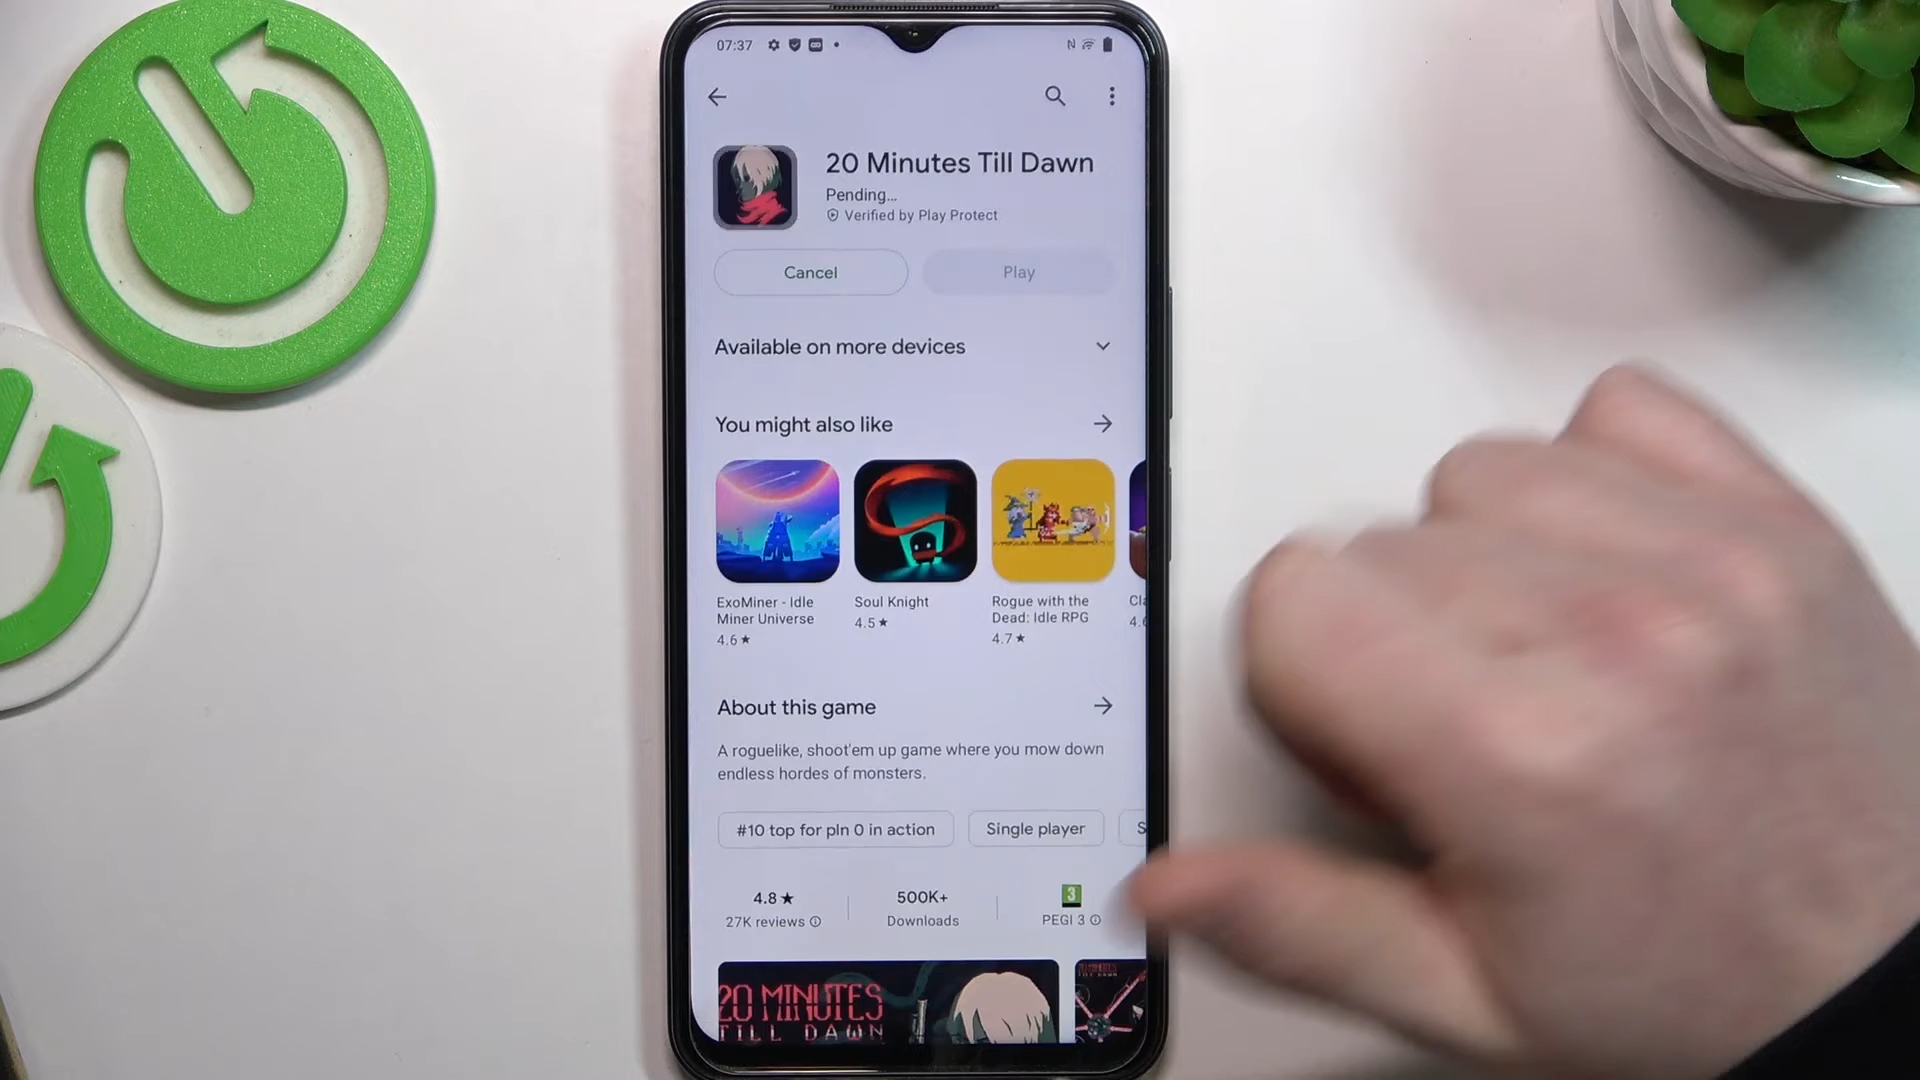 07:37
20 Minutes Till Dawn
Pending...
Verified by Play Protect
Cancel
Play
Available on more devices
You might also like
ExoMiner - Idle
Miner Universe
4.6★
Soul Knight
4.5★
Rogue with the
Dead: Idle RPG
4.7★
About this game
A roguelike, shoot'em up game where you mow down
endless hordes of monsters.
#10 top for pln 0 in action
Single player
4.8★
27K reviews
500K+
Downloads
3
PEGI 3
20 MINUTES
TILL DAWN